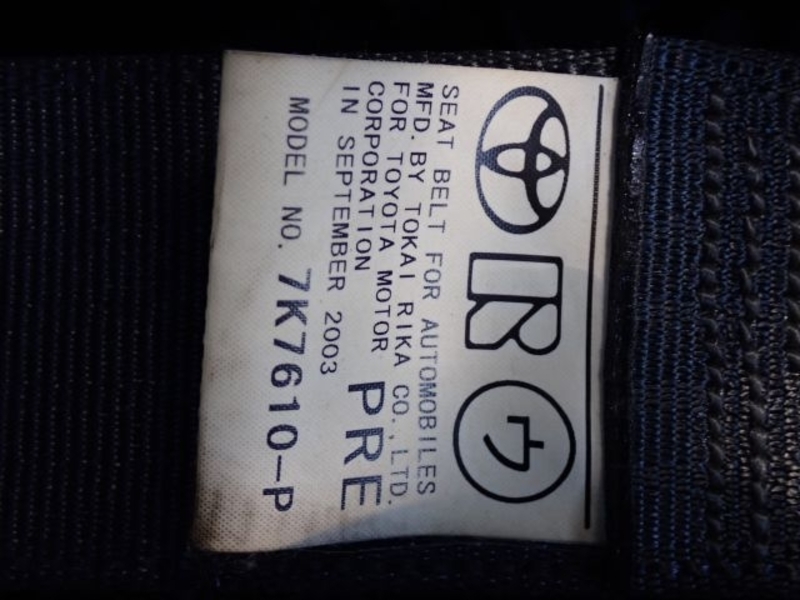 ウ
SEAT BELT FOR AUTOMOBILES
MFD. BY TOKAI RIKA CO., LTD.
FOR TOYOTA MOTOR
CORPORATION
IN SEPTEMBER 2003
PRE
MODEL NO. 7K7610-P